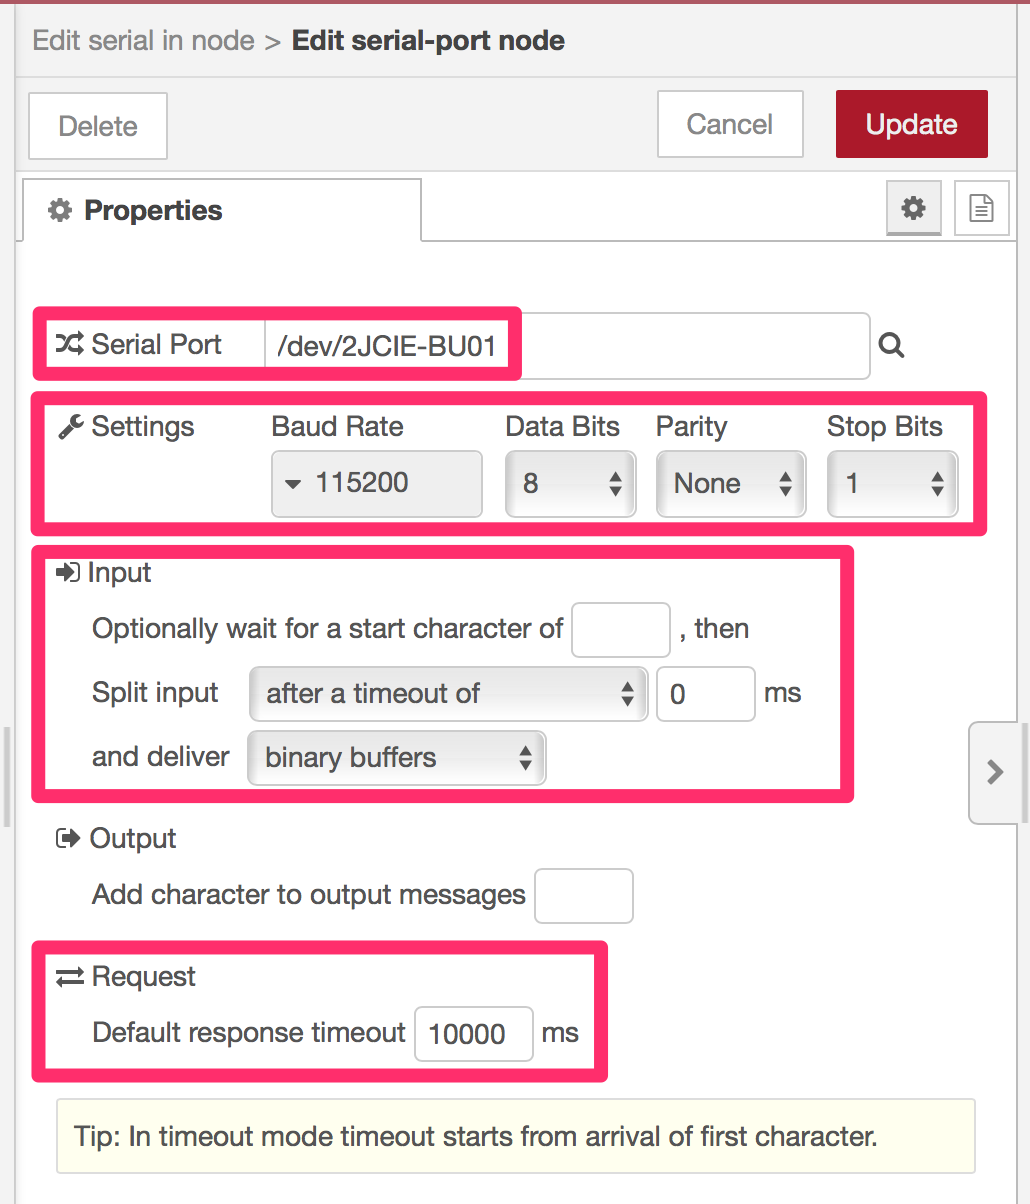 Edit serial in node > Edit serial-port node
Delete Cancel Update
Properties
Serial Port /dev/2JCIE-BU01
Settings Baud Rate Data Bits Parity Stop Bits
115200 8 None 1
Input
Optionally wait for a start character of , then
Split input after a timeout of 0 ms
and deliver binary buffers
Output
Add character to output messages
Request
Default response timeout 10000 ms
Tip: In timeout mode timeout starts from arrival of first character.